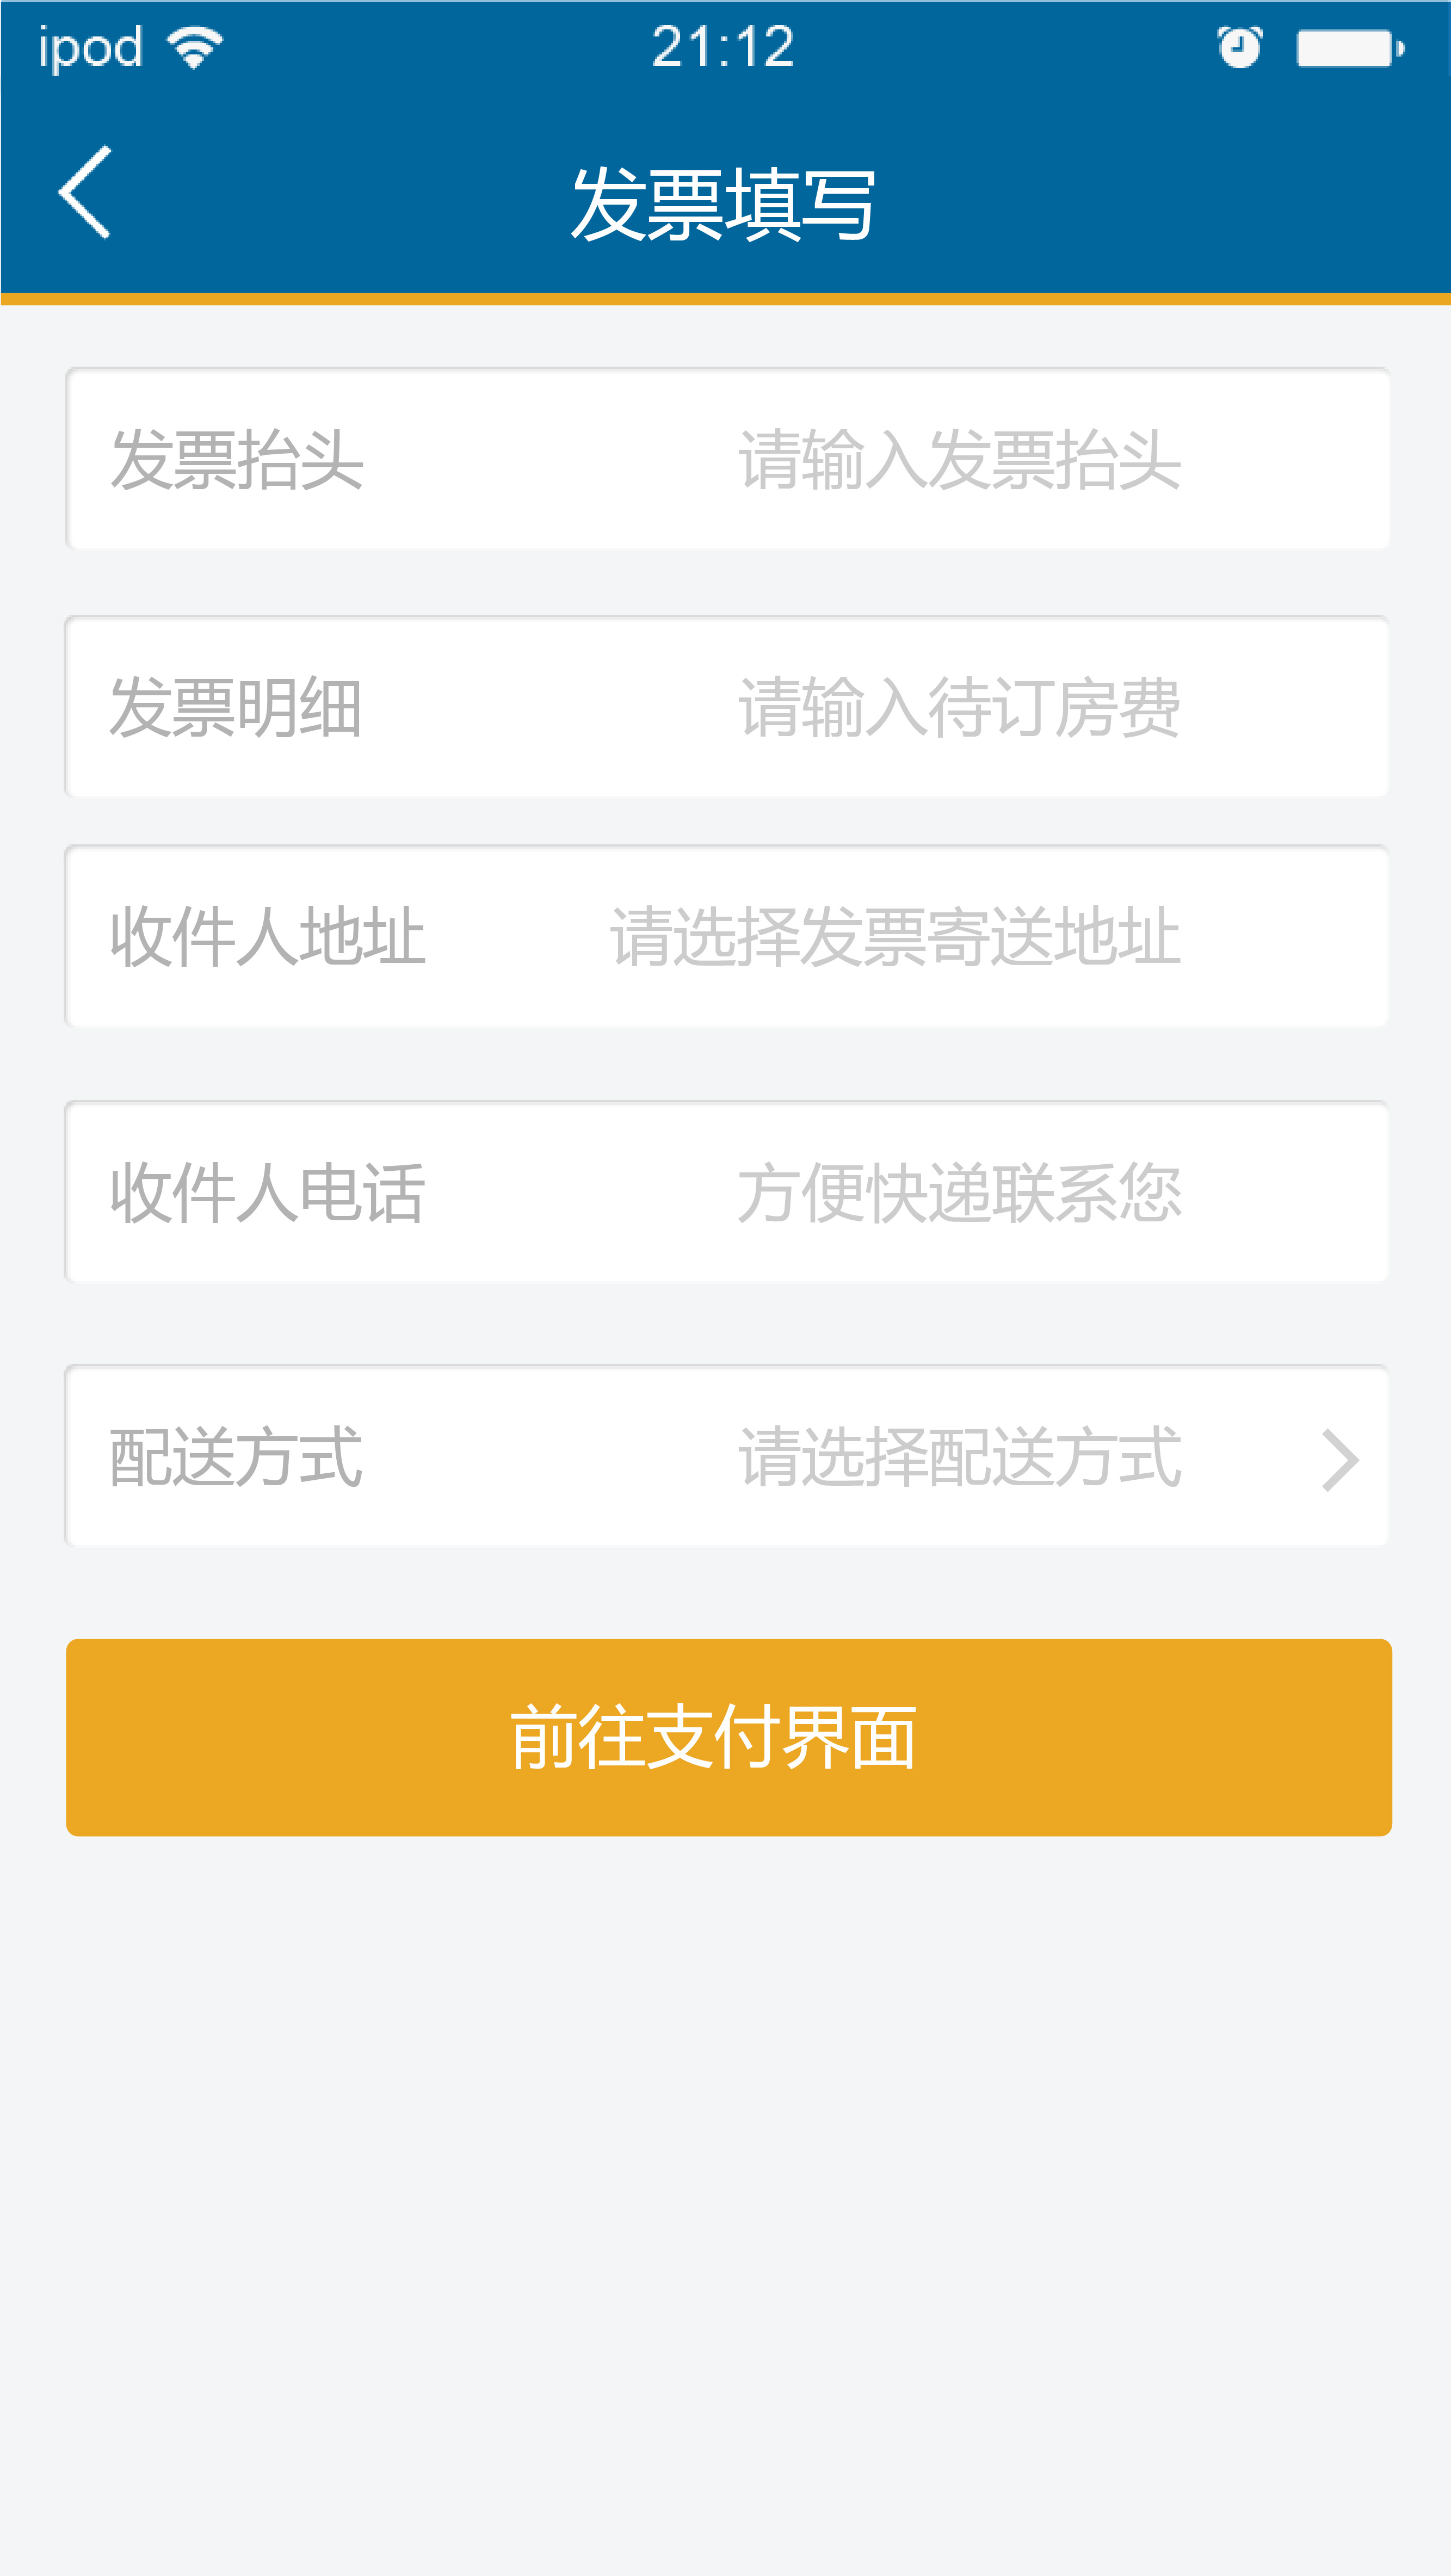 ipod 21:12
发票填写
发票抬头 请输入发票抬头
发票明细 请输入待订房费
收件人地址 请选择发票寄送地址
收件人电话 方便快递联系您
配送方式 请选择配送方式
前往支付界面